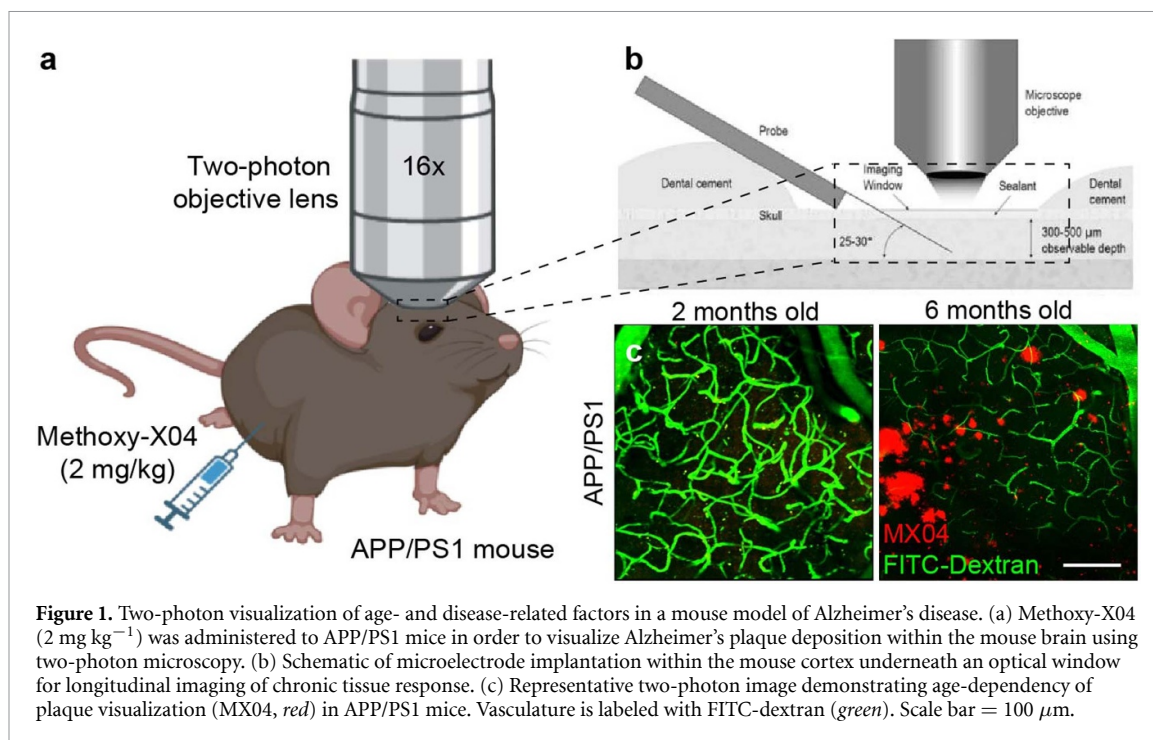 a
Two-photon
objective lens
16x
Methoxy-X04
(2 mg/kg)
APP/PS1 mouse
b
Probe
Microscope
objective
Dental cement
Imaging
Window
Sealant
Dental
cement
Skull
25-30°
300-500 μm
observable depth
2 months old
6 months old
c
APP/PS1
MX04
FITC-Dextran
Figure 1. Two-photon visualization of age- and disease-related factors in a mouse model of Alzheimer's disease. (a) Methoxy-X04
(2 mg kg⁻¹) was administered to APP/PS1 mice in order to visualize Alzheimer's plaque deposition within the mouse brain using
two-photon microscopy. (b) Schematic of microelectrode implantation within the mouse cortex underneath an optical window
for longitudinal imaging of chronic tissue response. (c) Representative two-photon image demonstrating age-dependency of
plaque visualization (MX04, red) in APP/PS1 mice. Vasculature is labeled with FITC-dextran (green). Scale bar = 100 μm.